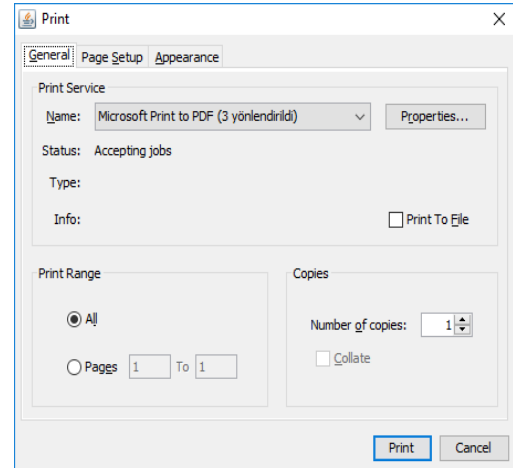 Print
General Page Setup Appearance
Print Service
Name: Microsoft Print to PDF (3 yönlendirildi) Properties...
Status: Accepting jobs
Type:
Info: Print To File
Print Range Copies
All Number of copies: 1
Pages 1 To 1 Collate
Print Cancel